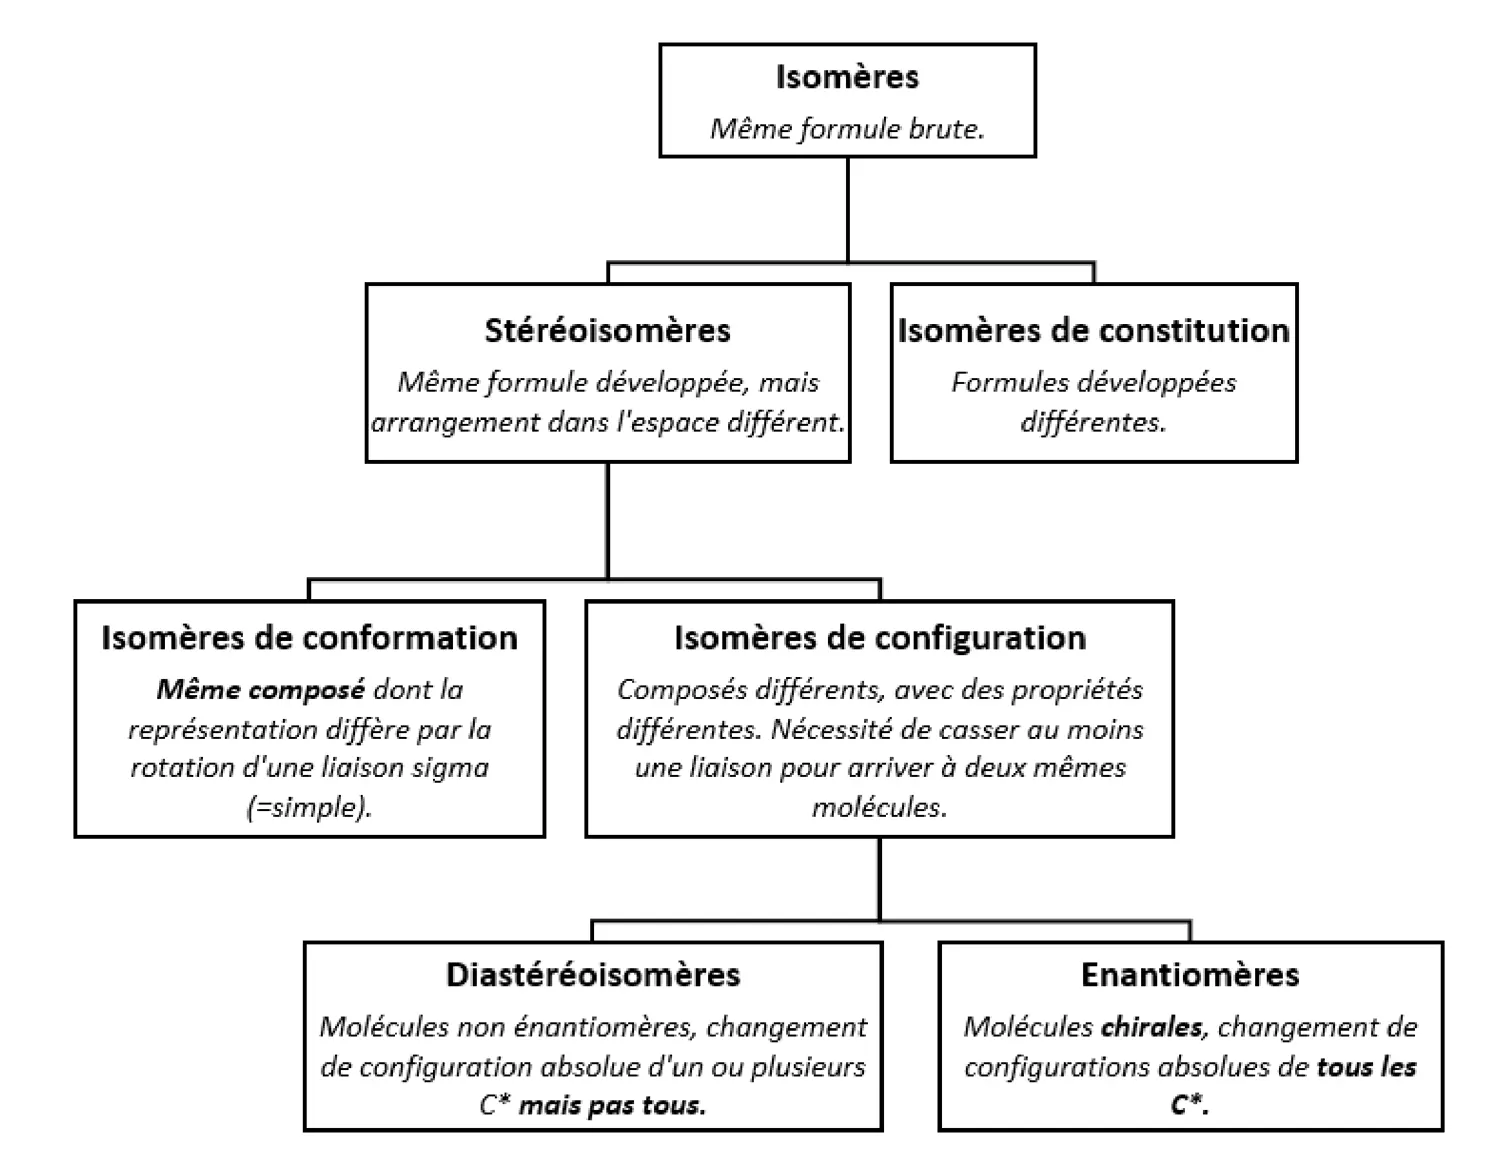 Isomères
Même formule brute.
Stéréoisomères
Même formule développée, mais
arrangement dans l'espace différent.
Isomères de constitution
Formules développées
différentes.
Isomères de conformation
Même composé dont la
représentation diffère par la
rotation d'une liaison sigma
(=simple).
Isomères de configuration
Composés différents, avec des propriétés
différentes. Nécessité de casser au moins
une liaison pour arriver à deux mêmes
molécules.
Diastéréoisomères
Molécules non énantiomères, changement
de configuration absolue d'un ou plusieurs
C* mais pas tous.
Enantiomères
Molécules chirales, changement de
configurations absolues de tous les
C*.